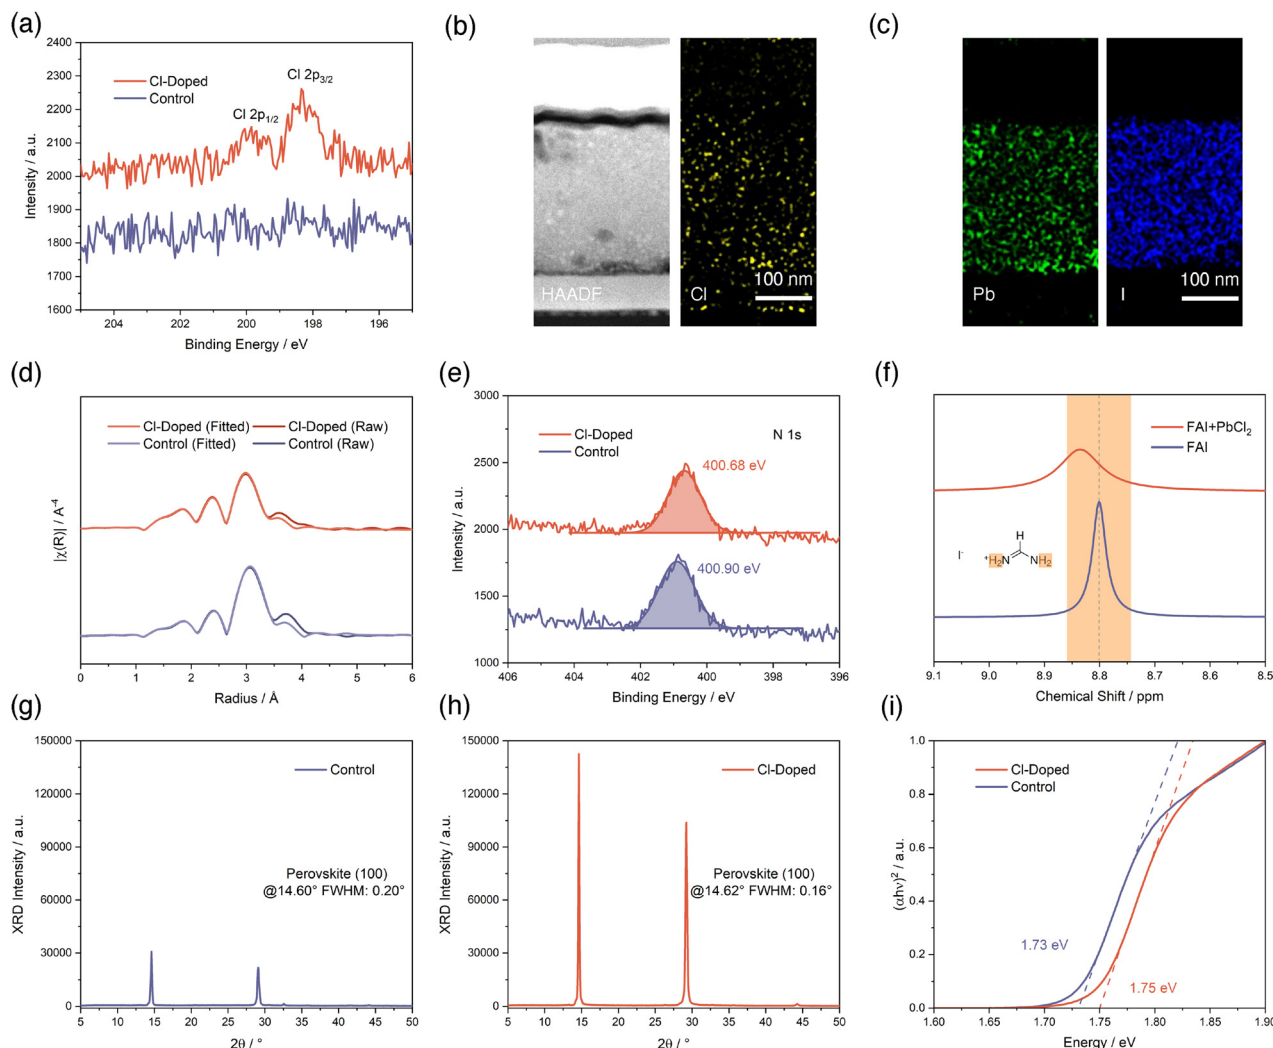 (a)
2400
2300
2200
2100
2000
1900
1800
1700
1600
Cl-Doped
Control
Cl 2p3/2
Cl 2p1/2
204
202
200
198
196
Intensity / a.u.
Binding Energy / eV
(b)
HAADF
Cl
100 nm
(c)
Pb
I
100 nm
(d)
Cl-Doped (Fitted)
Cl-Doped (Raw)
Control (Fitted)
Control (Raw)
|χ(R)| / A-4
0
1
2
3
4
5
6
Radius / Å
(e)
3000
2500
2000
1500
1000
Cl-Doped
Control
N 1s
400.68 eV
400.90 eV
406
404
402
400
398
396
Intensity / a.u.
Binding Energy / eV
(f)
FAI+PbCl2
FAI
I-
H
+H2N
NH2
9.1
9.0
8.9
8.8
8.7
8.6
8.5
Chemical Shift / ppm
(g)
150000
120000
90000
60000
30000
0
Control
Perovskite (100)
@14.60° FWHM: 0.20°
5
10
15
20
25
30
35
40
45
50
XRD Intensity / a.u.
2θ / °
(h)
150000
120000
90000
60000
30000
0
Cl-Doped
Perovskite (100)
@14.62° FWHM: 0.16°
5
10
15
20
25
30
35
40
45
50
XRD Intensity / a.u.
2θ / °
(i)
1.0
0.8
0.6
0.4
0.2
0.0
Cl-Doped
Control
1.73 eV
1.75 eV
1.60
1.65
1.70
1.75
1.80
1.85
1.90
(αhν)2 / a.u.
Energy / eV